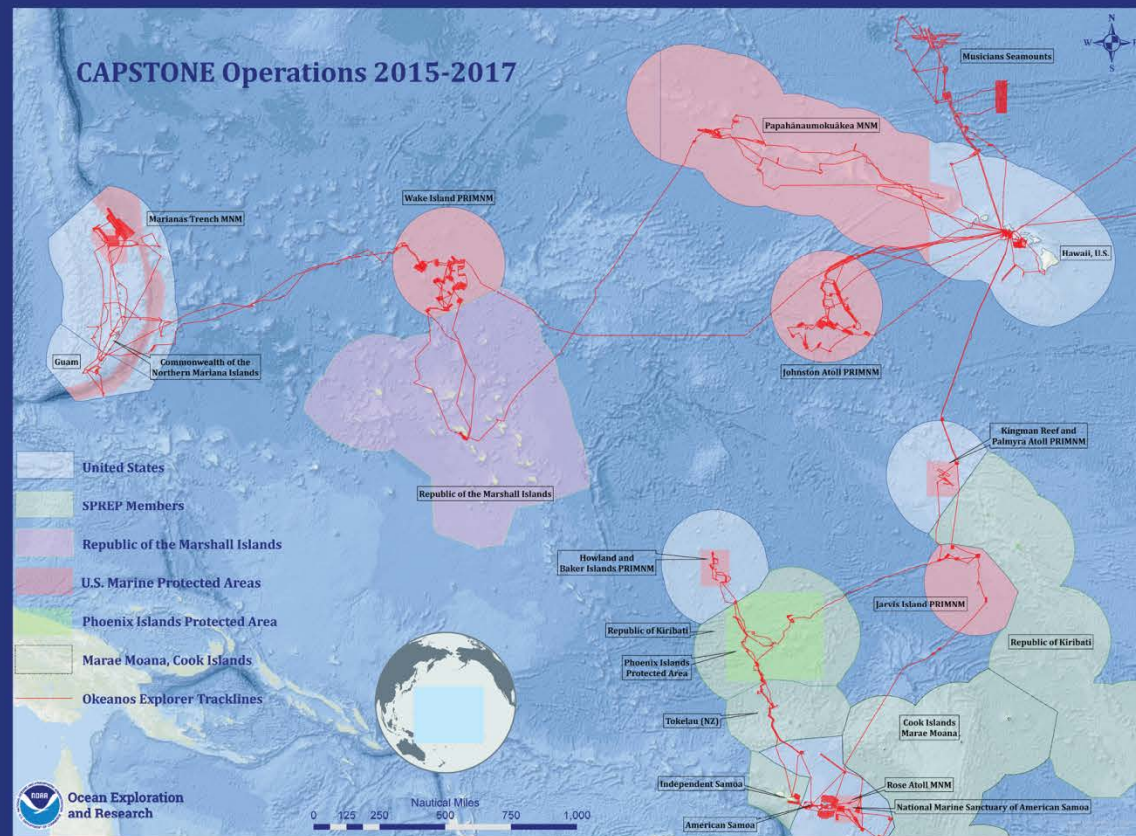 CAPSTONE Operations 2015-2017
N
W
E
S
Musicians Seamounts
Papahānaumokuākea MNM
Wake Island PRIMNM
Marianas Trench MNM
Hawaii, U.S.
Guam
Commonwealth of the
Northern Mariana Islands
Johnston Atoll PRIMNM
Kingman Reef and
Palmyra Atoll PRIMNM
Republic of the Marshall Islands
Howland and
Baker Islands PRIMNM
Jarvis Island PRIMNM
Republic of Kiribati
Republic of Kiribati
Phoenix Islands
Protected Area
Tokelau (NZ)
Cook Islands
Marae Moana
Independent Samoa
Rose Atoll MNM
National Marine Sanctuary of American Samoa
American Samoa
United States
SPREP Members
Republic of the Marshall Islands
U.S. Marine Protected Areas
Phoenix Islands Protected Area
Marae Moana, Cook Islands
Okeanos Explorer Tracklines
NOAA
Ocean Exploration
and Research
Nautical Miles
0 125 250 500 750 1,000